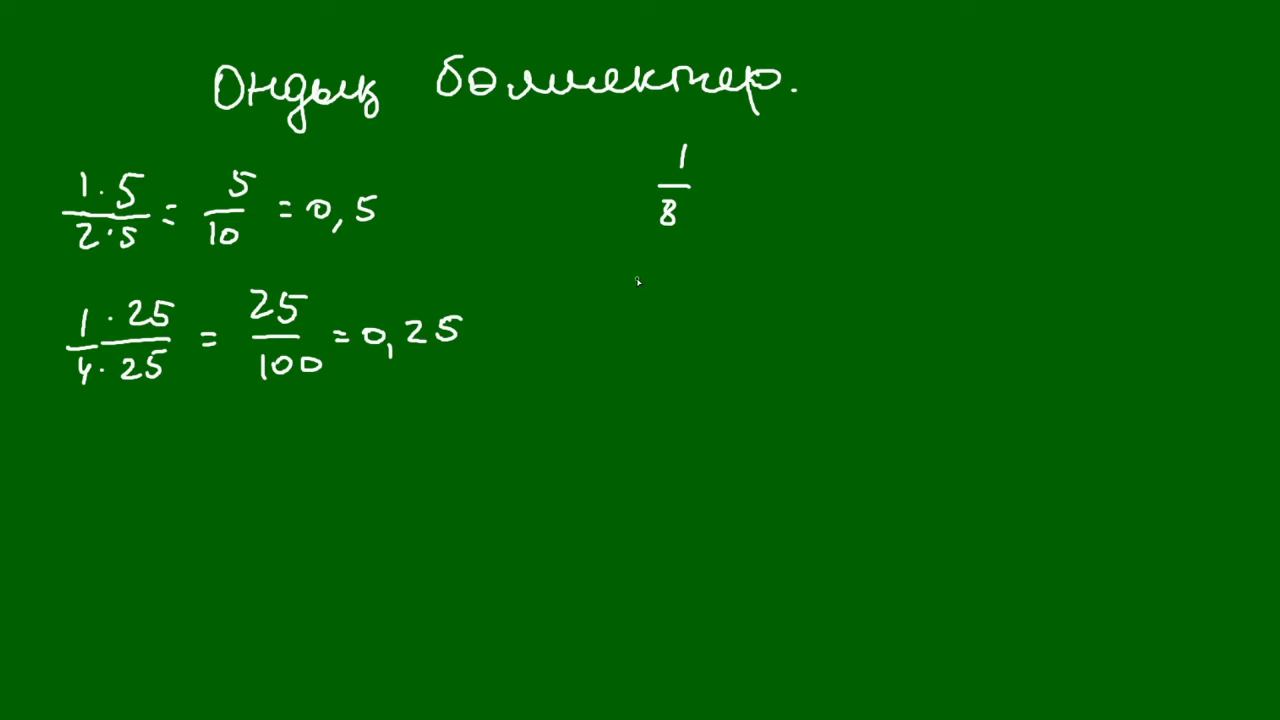 Ондық бөлшектер.
1·5/2·5 = 5/10 = 0,5
1/8
1·25/4·25 = 25/100 = 0,25